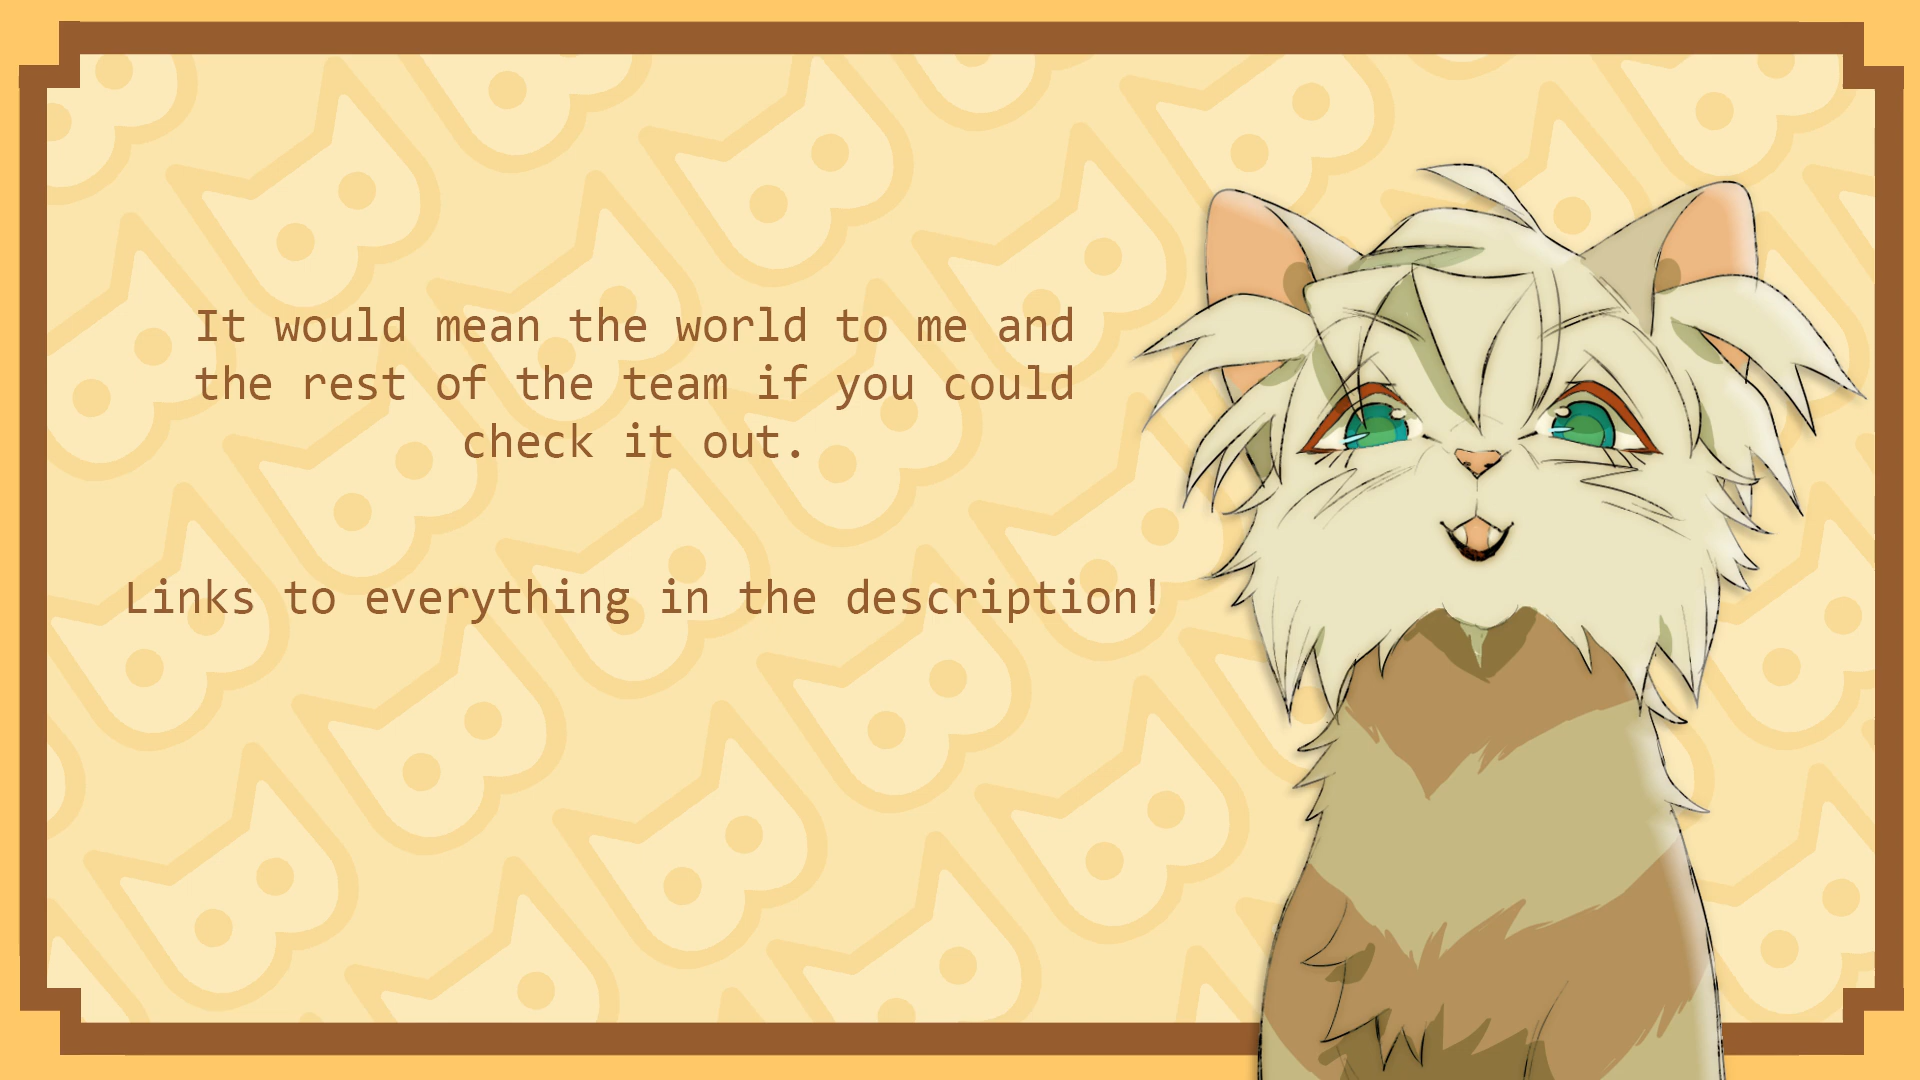 It would mean the world to me and
the rest of the team if you could
check it out.
Links to everything in the description!